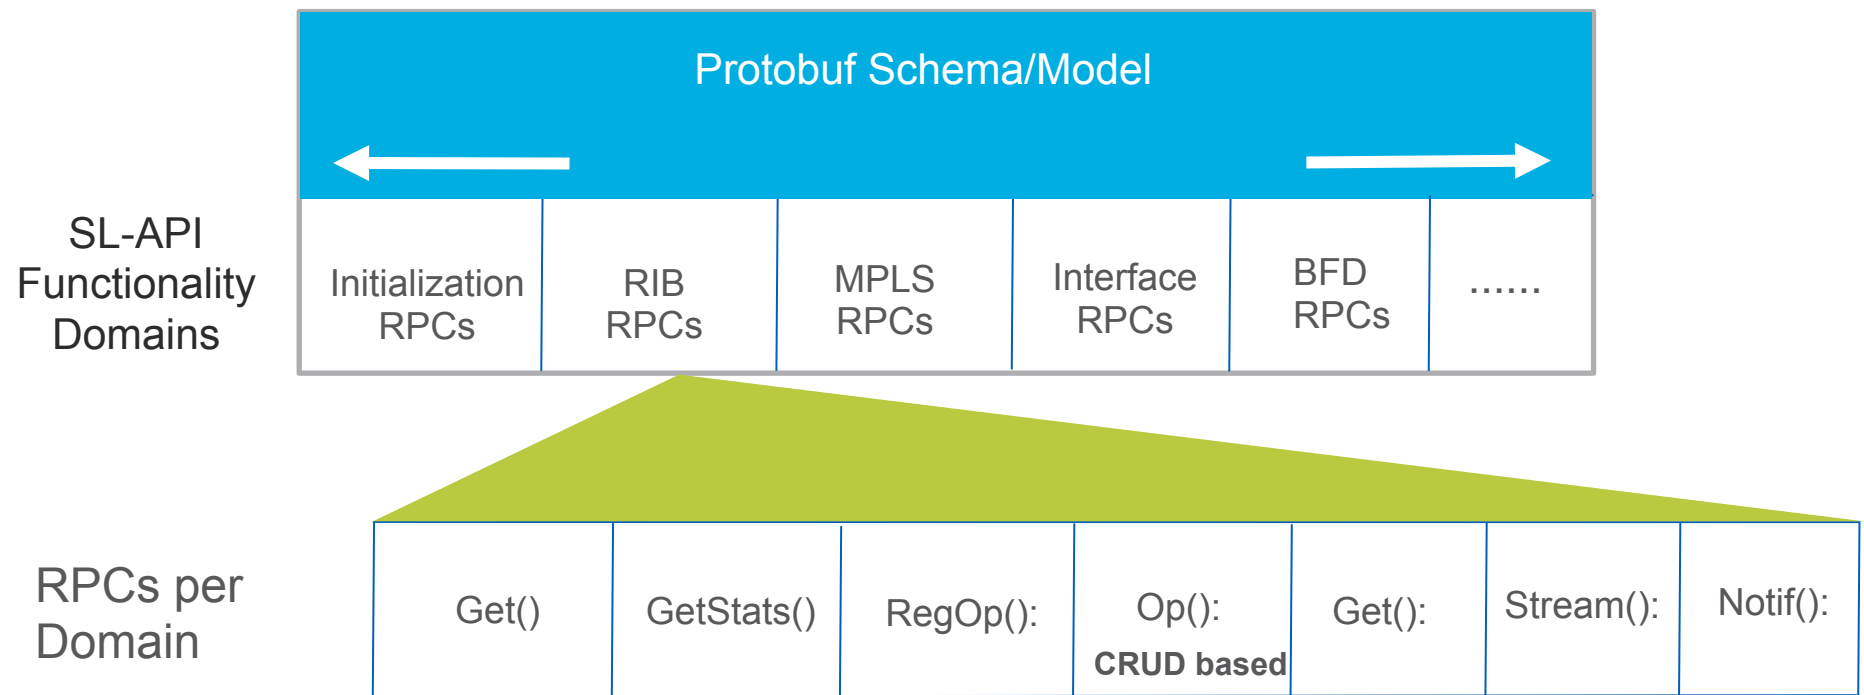 Protobuf Schema/Model
SL-API
Functionality
Domains
Initialization
RPCs
RIB
RPCs
MPLS
RPCs
Interface
RPCs
BFD
RPCs
......
RPCs per
Domain
Get()
GetStats()
RegOp():
Op():
CRUD based
Get():
Stream():
Notif():